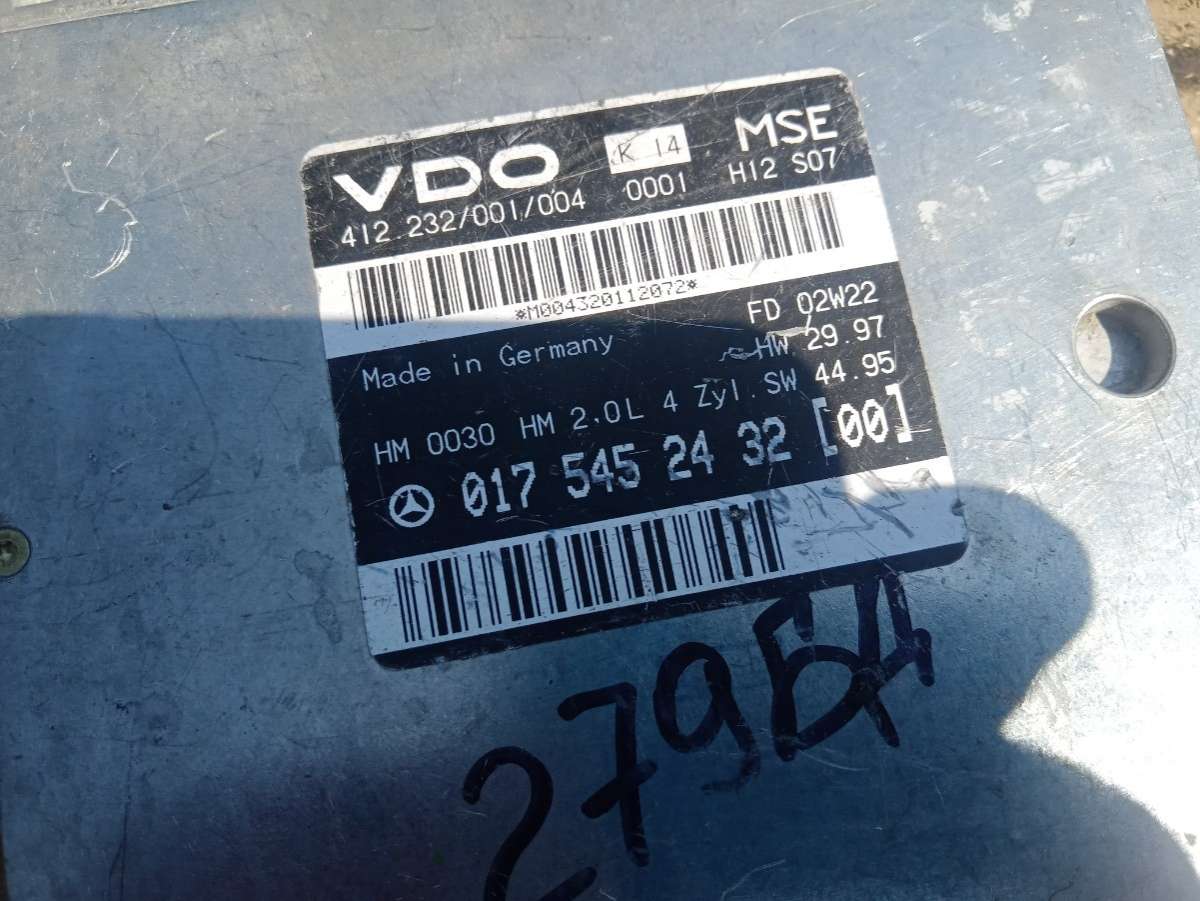 VDO K 14 MSE
412.232/001/004 0001 H12 S07
*M004320112072*
Made in Germany FD 02W22
HW 29.97
HM 0030 HM 2.0L 4 Zyl. SW 44.95
017 545 24 32 [00]
279БА